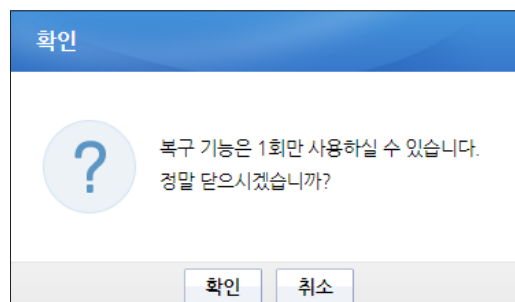 확인
?
복구 기능은 1회만 사용하실 수 있습니다.
정말 닫으시겠습니까?
확인 취소